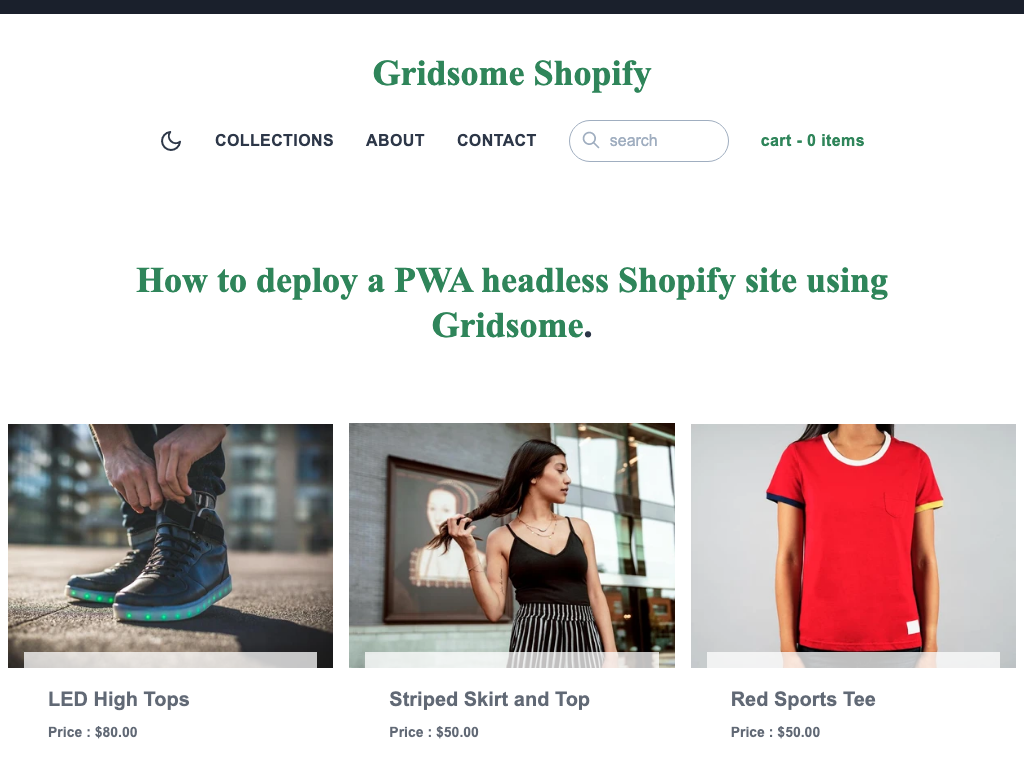 Gridsome Shopify
COLLECTIONS ABOUT CONTACT search cart - 0 items
How to deploy a PWA headless Shopify site using
Gridsome.
LED High Tops
Price : $80.00
Striped Skirt and Top
Price : $50.00
Red Sports Tee
Price : $50.00